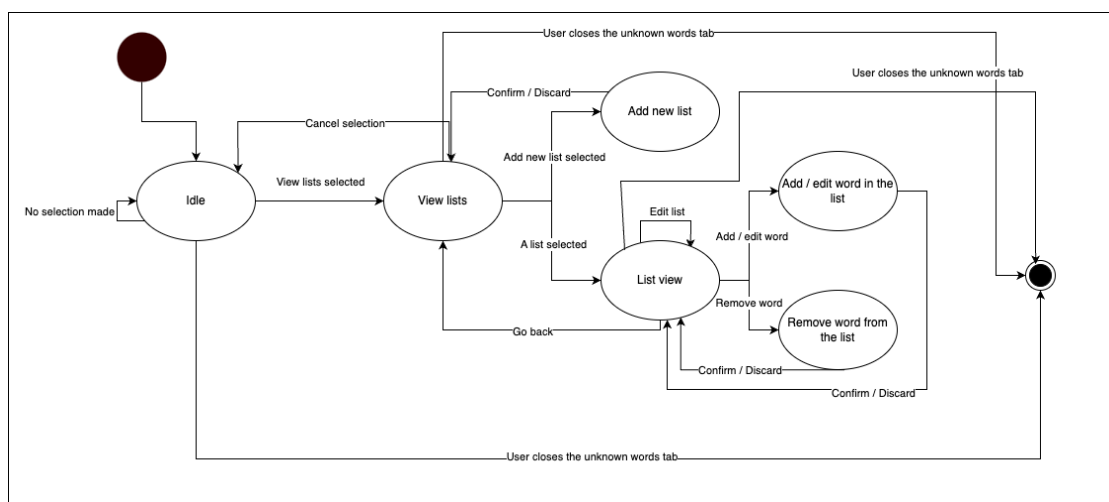 User closes the unknown words tab
User closes the unknown words tab
Confirm / Discard
Add new list
Cancel selection
Add new list selected
View lists selected
Add / edit word in the
list
Idle
View lists
No selection made
Edit list
Add / edit word
A list selected
List view
Remove word
Go back
Remove word from
the list
Confirm / Discard
Confirm / Discard
User closes the unknown words tab